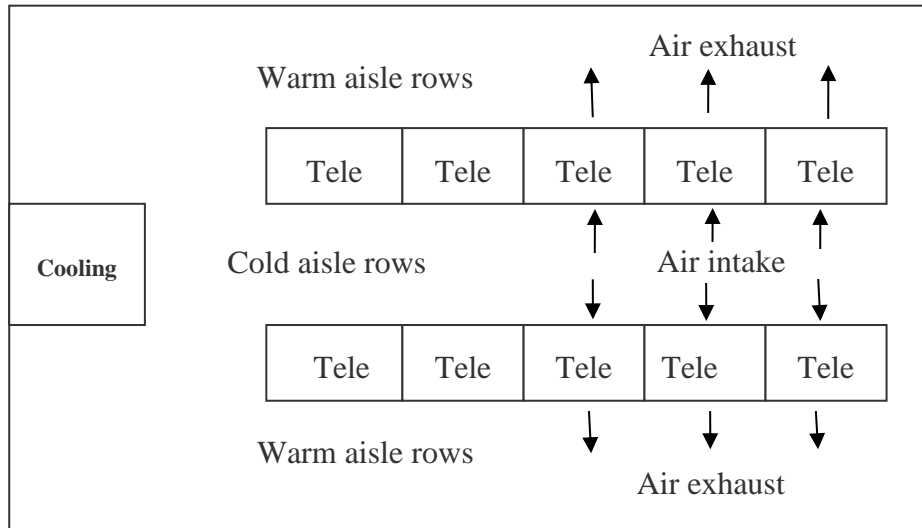 Air exhaust
Warm aisle rows
Tele Tele Tele Tele Tele
Cooling
Cold aisle rows
Air intake
Tele Tele Tele Tele Tele
Warm aisle rows
Air exhaust